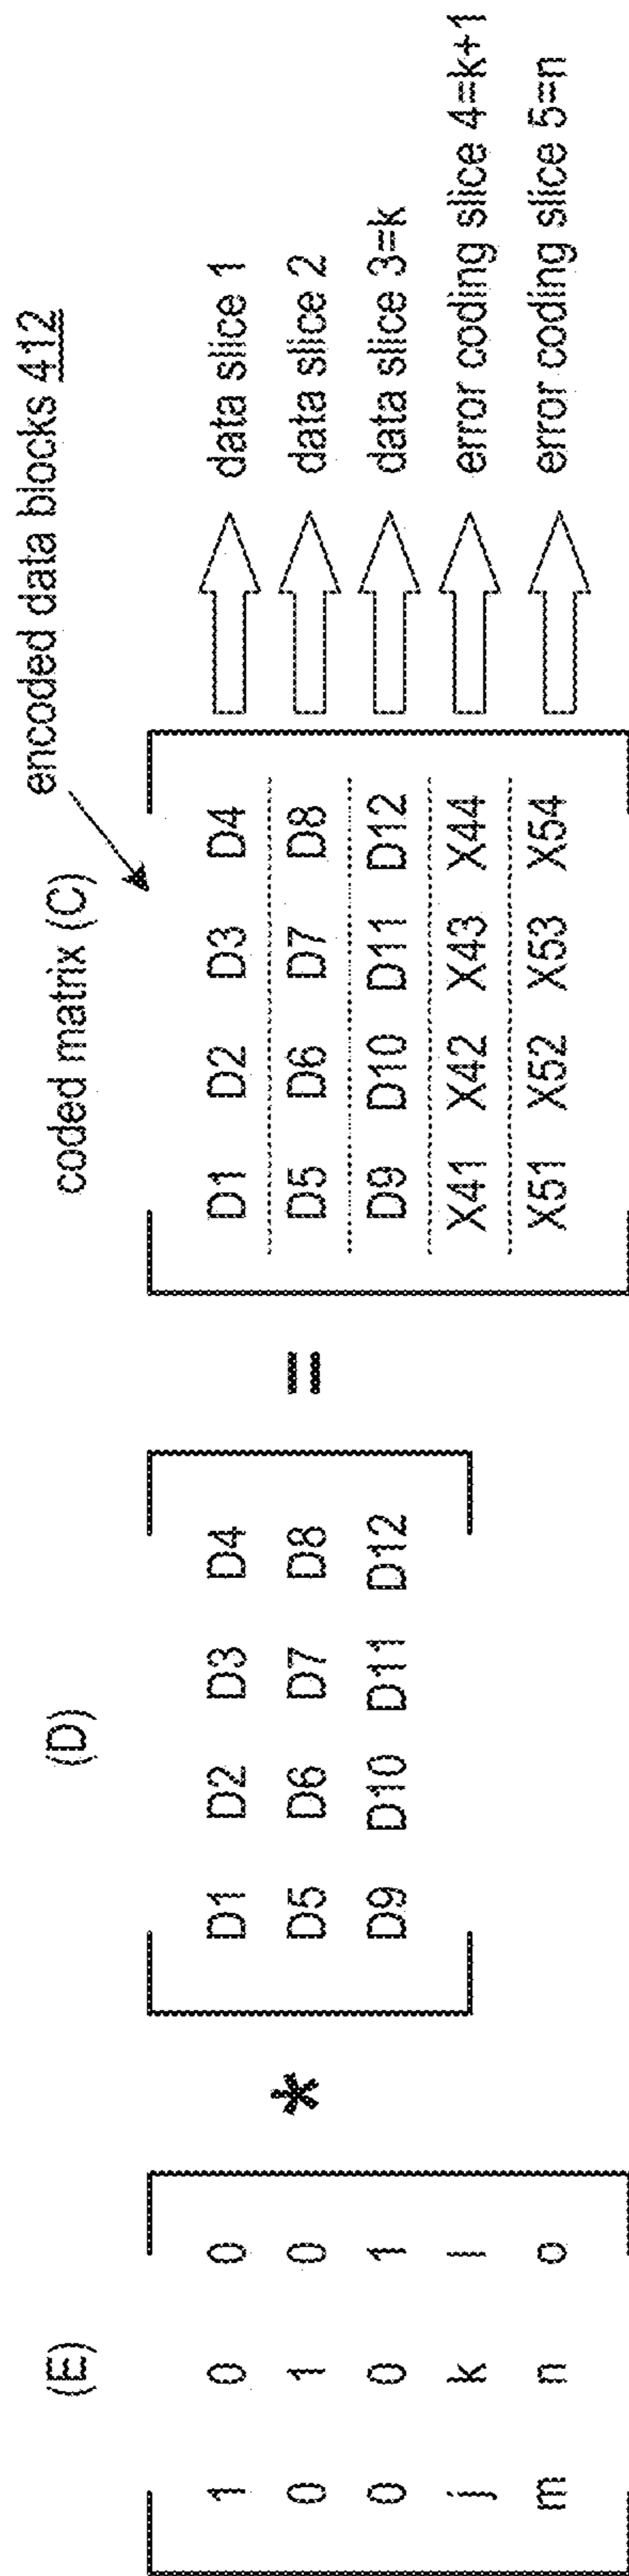 encoded data blocks 412
(E) (D) coded matrix (C)
1 0 0 D1 D2 D3 D4 D1 D2 D3 D4 data slice 1
0 1 0 * D5 D6 D7 D8 = D5 D6 D7 D8 data slice 2
0 0 1 D9 D10 D11 D12 D9 D10 D11 D12 data slice 3=k
j k l X41 X42 X43 X44 error coding slice 4=k+1
m n o X51 X52 X53 X54 error coding slice 5=n